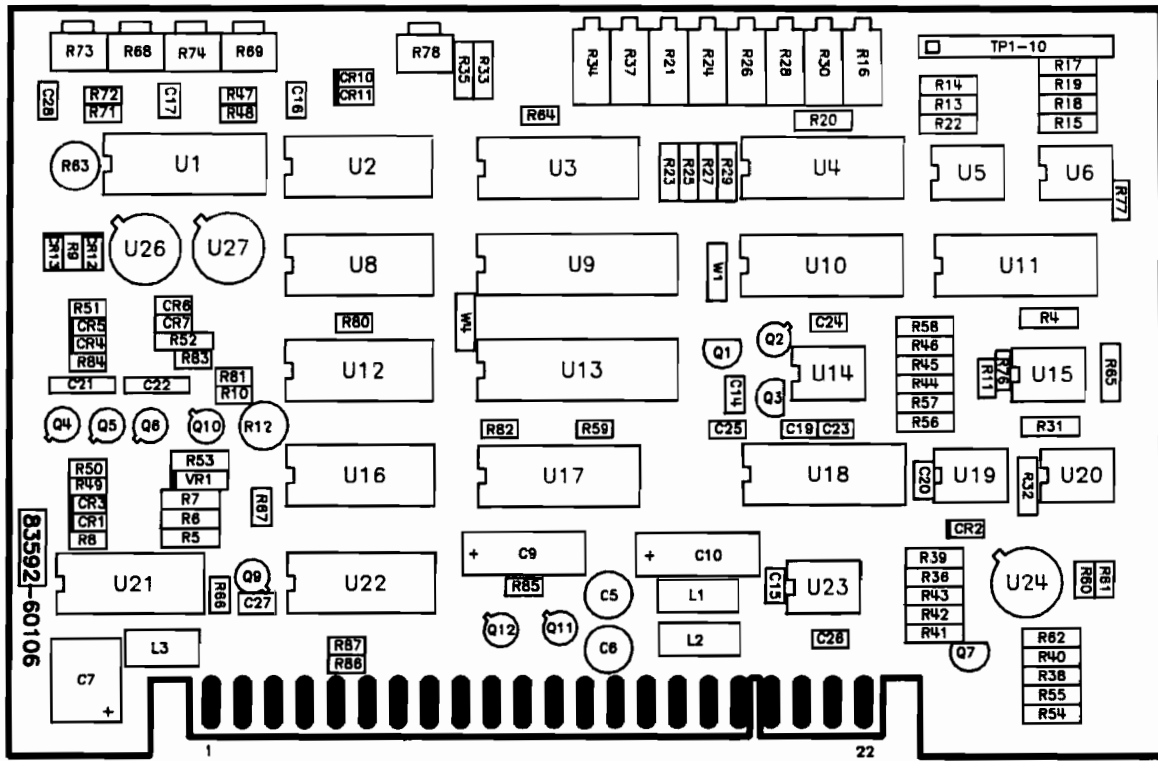 R73 R68 R74 R69 R78 R35 R33 R34 R37 R21 R24 R26 R28 R30 R16 TP1-10
C28 R72 C17 R47 C16 CR10 R14 R17
R71 R48 CR11 R13 R19
R64 R20 R22 R18
R15
R63 U1 U2 U3 R23 R25 R27 R29 U4 U5 U6 R77
CR13 R9 CR12 U26 U27 U8 U9 W1 U10 U11
R51 CR6 R80 W4 C24 R58 R4
CR5 CR7 Q1 Q2 R46
CR4 R52 R45
R84 R83 U12 U13 U14 R44 R11 R76 U15 R65
C21 C22 R81 C14 Q3 R57
R10 R56
Q4 Q5 Q6 Q10 R12 R82 R59 C25 C19 C23 R31
R50 R53 U16 U17 U18 C20 U19 R32 U20
R49 VR1
CR3 R7 R67
CR1 R6 CR2
R8 R5
83592-60106
C9 C10 R39
U21 R66 Q9 U22 R85 C5 L1 C15 U23 R36 U24 R60 R61
C27 R43
Q12 Q11 R42
L3 C6 L2 C26 R41 R62
R87 Q7 R40
R86 R38
C7 R55
+ + + R54
1 22